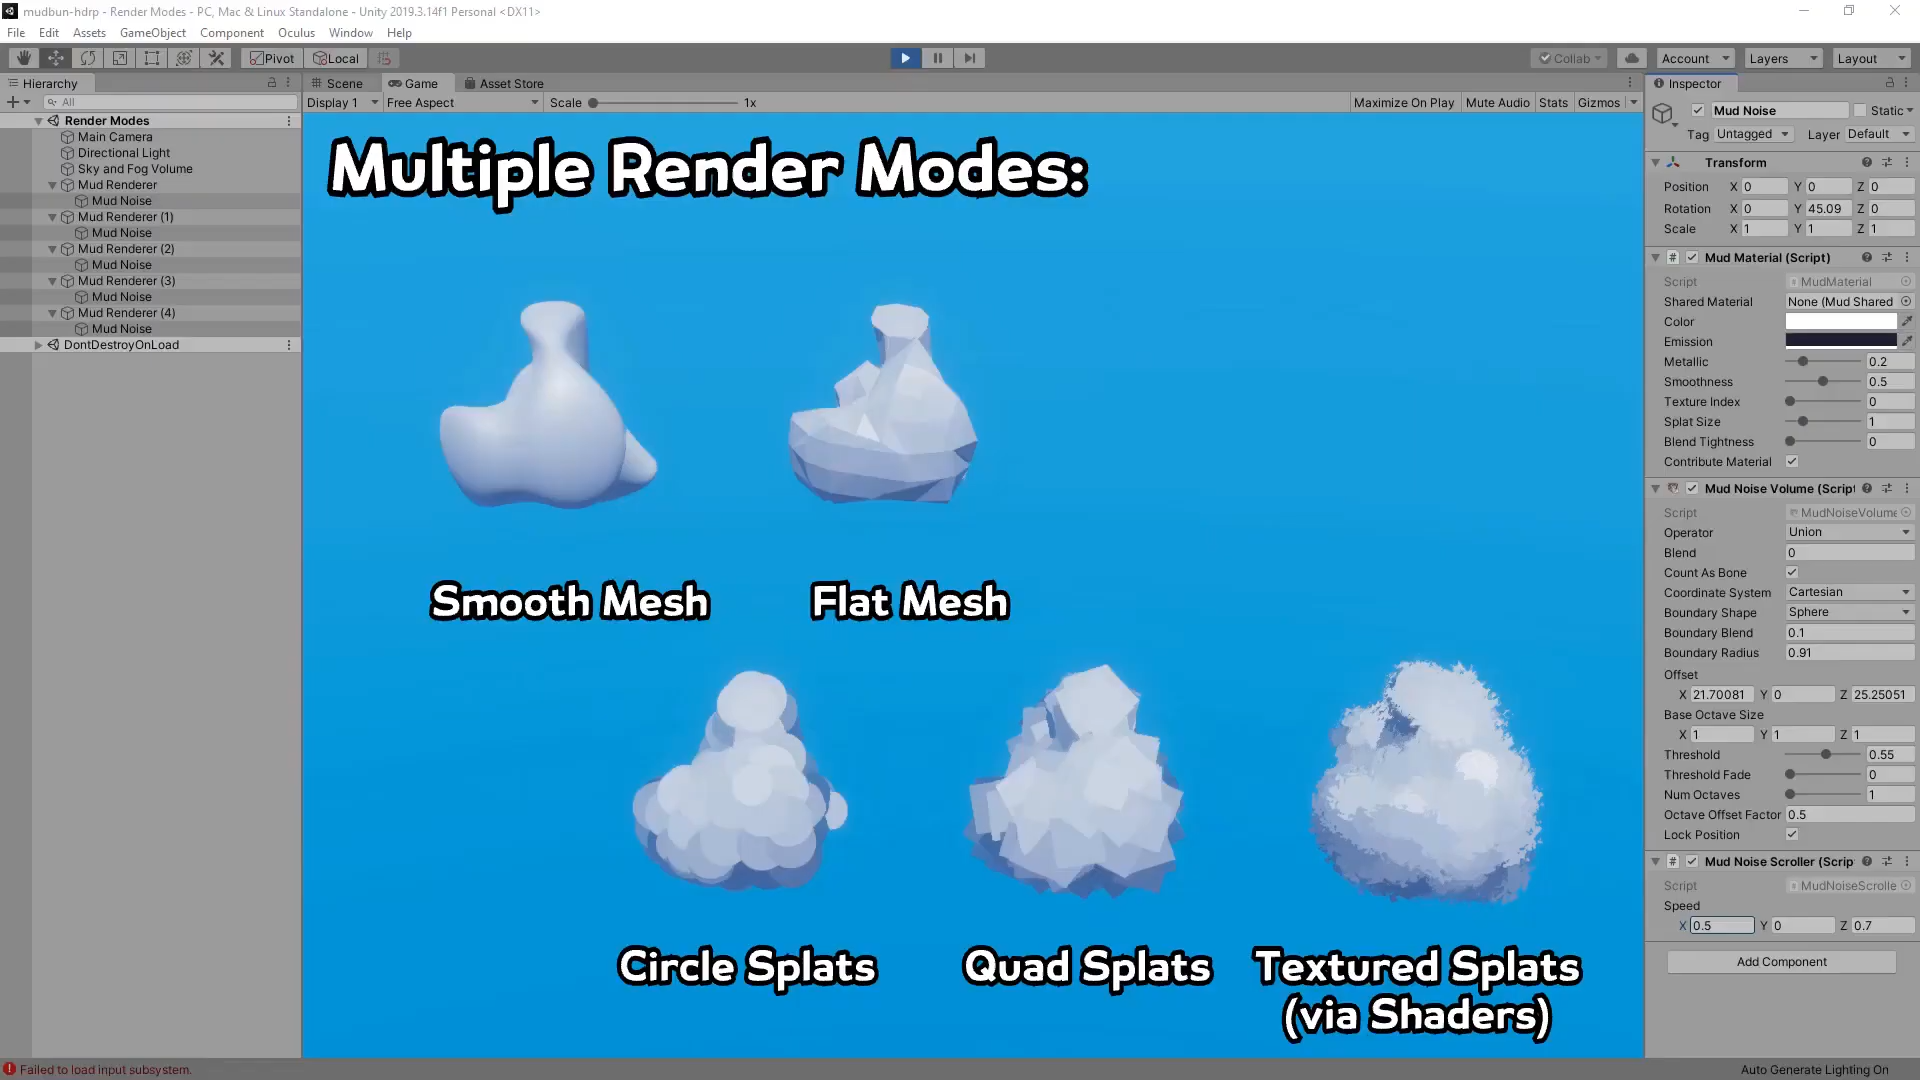 mudbun-hdrp - Render Modes - PC, Mac & Linux Standalone - Unity 2019.3.14f1 Personal <DX11>
File Edit Assets GameObject Component Oculus Window Help
Pivot Local Collab Account Layers Layout
Hierarchy
All
Render Modes
Main Camera
Directional Light
Sky and Fog Volume
Mud Renderer
Mud Noise
Mud Renderer (1)
Mud Noise
Mud Renderer (2)
Mud Noise
Mud Renderer (3)
Mud Noise
Mud Renderer (4)
Mud Noise
DontDestroyOnLoad
Scene Game Asset Store
Display 1 Free Aspect Scale 1x Maximize On Play Mute Audio Stats Gizmos
Multiple Render Modes:
Smooth Mesh Flat Mesh
Circle Splats Quad Splats Textured Splats
(via Shaders)
Inspector
Mud Noise Static
Tag Untagged Layer Default
Transform
Position X 0 Y 0 Z 0
Rotation X 0 Y 45.09 Z 0
Scale X 1 Y 1 Z 1
Mud Material (Script)
Script MudMaterial
Shared Material None (Mud Shared
Color
Emission
Metallic 0.2
Smoothness 0.5
Texture Index 0
Splat Size 1
Blend Tightness 0
Contribute Material
Mud Noise Volume (Script
Script MudNoiseVolume
Operator Union
Blend 0
Count As Bone
Coordinate System Cartesian
Boundary Shape Sphere
Boundary Blend 0.1
Boundary Radius 0.91
Offset
X 21.70081 Y 0 Z 25.25051
Base Octave Size
X 1 Y 1 Z 1
Threshold 0.55
Threshold Fade 0
Num Octaves 1
Octave Offset Factor 0.5
Lock Position
Mud Noise Scroller (Scrip
Script MudNoiseScrolle
Speed
X 0.5 Y 0 Z 0.7
Add Component
Failed to load input subsystem.
Auto Generate Lighting On